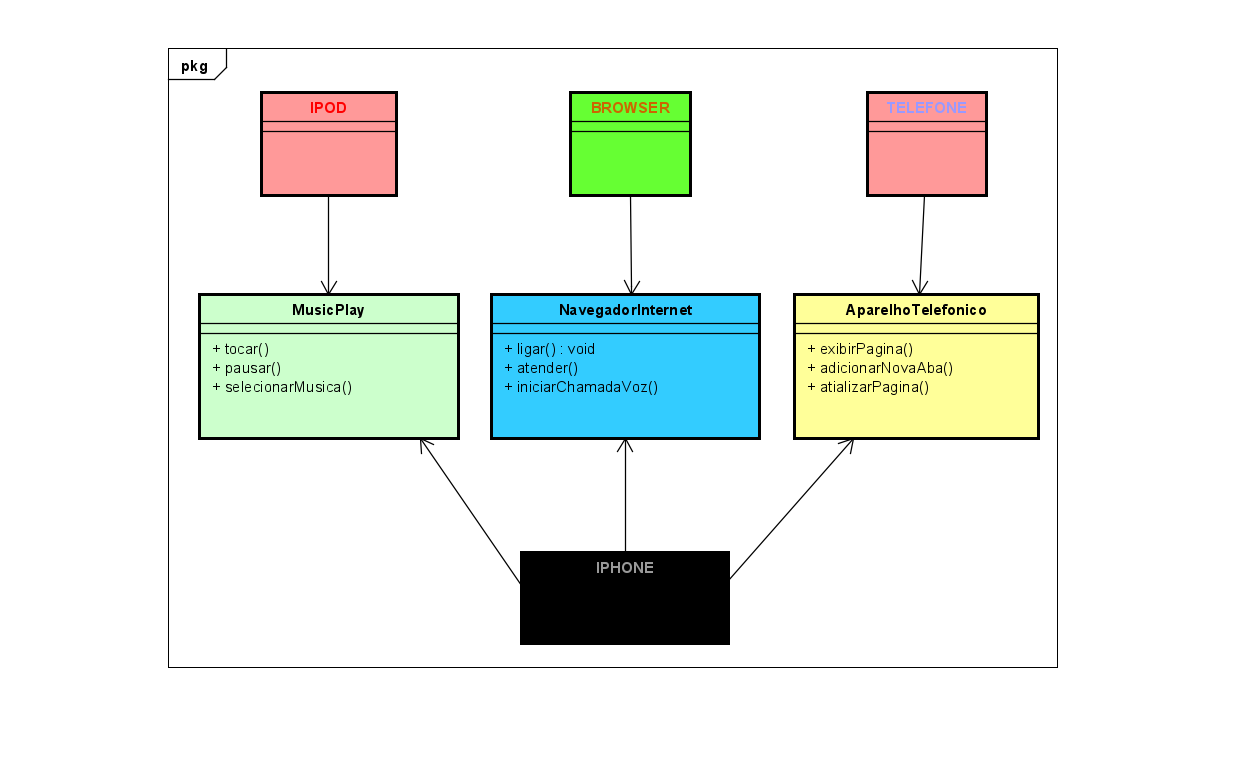 pkg
IPOD
BROWSER
TELEFONE
MusicPlay
+ tocar()
+ pausar()
+ selecionarMusica()
NavegadorInternet
+ ligar() : void
+ atender()
+ iniciarChamadaVoz()
AparelhoTelefonico
+ exibirPagina()
+ adicionarNovaAba()
+ atializarPagina()
IPHONE